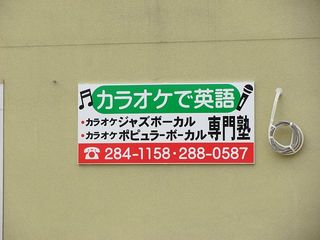 カラオケで英語
・カラオケ ジャズボーカル
・カラオケ ポピュラーボーカル 専門塾
☎ 284-1158・288-0587